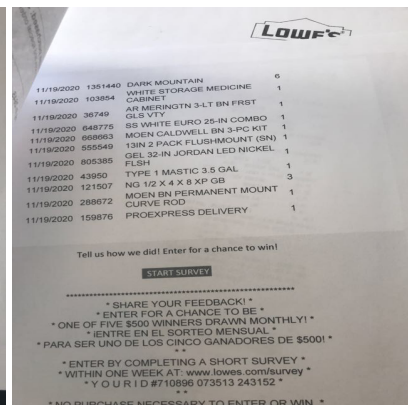 LOWE'S
11/19/2020 1351440 DARK MOUNTAIN 6
11/19/2020 103854 WHITE STORAGE MEDICINE CABINET 1
11/19/2020 36749 AR MERINGTN 3-LT BN FRST GLS VTY 1
11/19/2020 648775 SS WHITE EURO 25-IN COMBO 1
11/19/2020 668663 MOEN CALDWELL BN 3-PC KIT 1
11/19/2020 555549 13IN 2 PACK FLUSHMOUNT (SN) 1
11/19/2020 805385 GEL 32-IN JORDAN LED NICKEL FLSH 1
11/19/2020 43950 TYPE 1 MASTIC 3.5 GAL 1
11/19/2020 121507 NG 1/2 X 4 X 8 XP GB 3
11/19/2020 288672 MOEN BN PERMANENT MOUNT CURVE ROD 1
11/19/2020 159876 PROEXPRESS DELIVERY 1
Tell us how we did! Enter for a chance to win!
START SURVEY
* SHARE YOUR FEEDBACK! *
* ENTER FOR A CHANCE TO BE *
* ONE OF FIVE $500 WINNERS DRAWN MONTHLY! *
* ¡ENTRE EN EL SORTEO MENSUAL *
* PARA SER UNO DE LOS CINCO GANADORES DE $500! *
* *
* ENTER BY COMPLETING A SHORT SURVEY *
* WITHIN ONE WEEK AT: www.lowes.com/survey *
* Y O U R I D #710896 073513 243152 *
* *
* NO PURCHASE NECESSARY TO ENTER OR WIN *